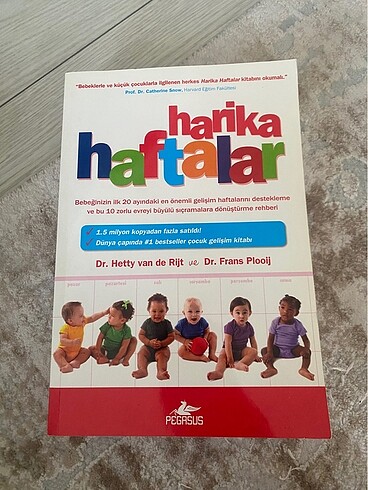 "Bebeklerle ve küçük çocuklarla ilgilenen herkes Harika Haftalar kitabını okumalı."
Prof. Dr. Catherine Snow, Harvard Eğitim Fakültesi
harika
haftalar
Bebeğinizin ilk 20 ayındaki en önemli gelişim haftalarını destekleme
ve bu 10 zorlu evreyi büyülü sıçramalara dönüştürme rehberi
✓ 1.5 milyon kopyadan fazla satıldı!
✓ Dünya çapında #1 bestseller çocuk gelişim kitabı
Dr. Hetty van de Rijt ve Dr. Frans Plooij
pazar pazartesi salı çarşamba perşembe cuma
PEGASUS